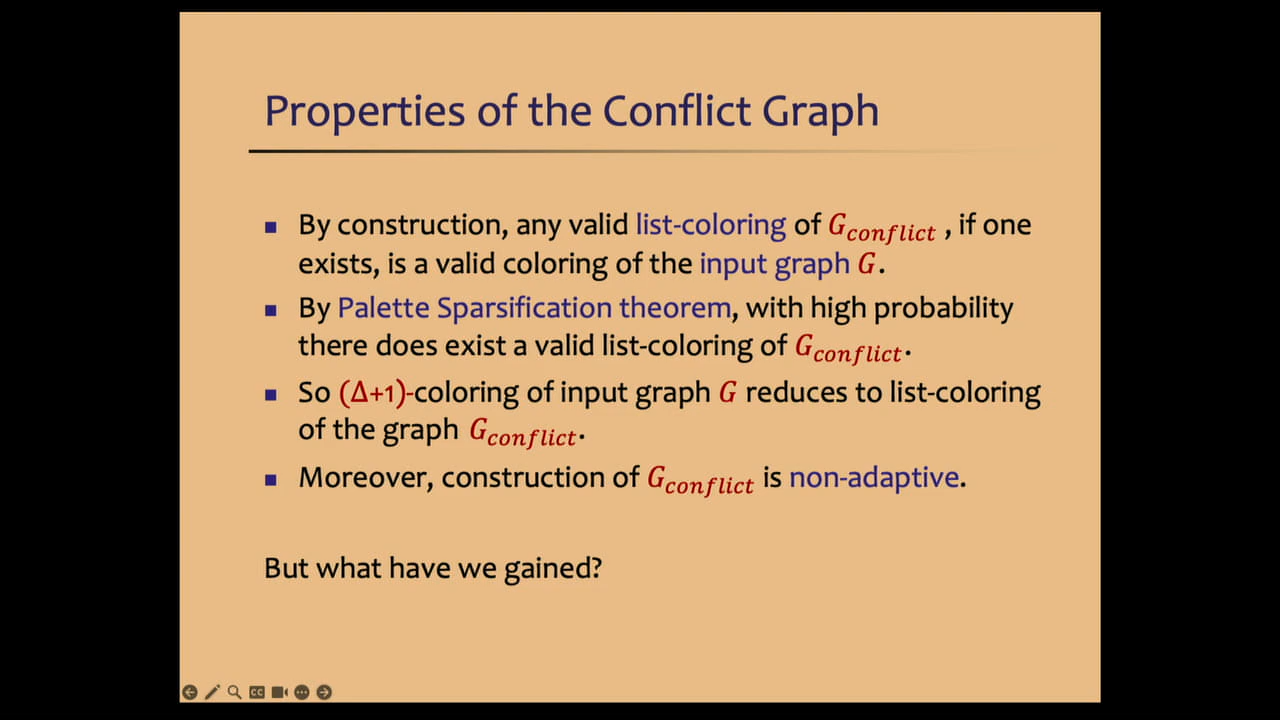 Properties of the Conflict Graph
■ By construction, any valid list-coloring of G_conflict , if one
exists, is a valid coloring of the input graph G.
■ By Palette Sparsification theorem, with high probability
there does exist a valid list-coloring of G_conflict.
■ So (Δ+1)-coloring of input graph G reduces to list-coloring
of the graph G_conflict.
■ Moreover, construction of G_conflict is non-adaptive.
But what have we gained?
CC